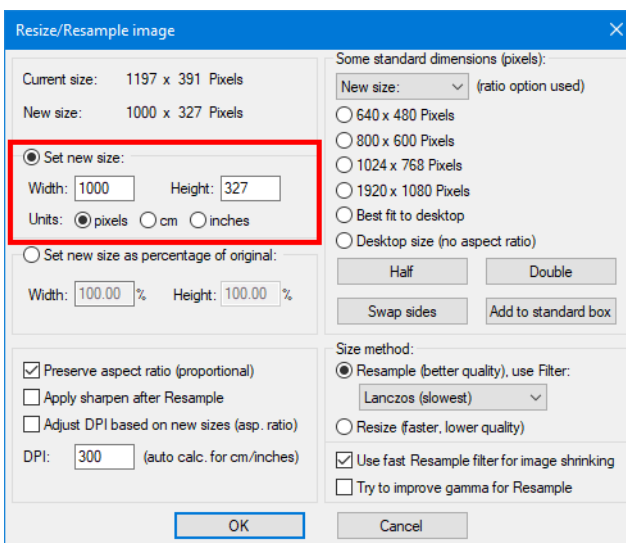 Resize/Resample image
Current size: 1197 x 391 Pixels
New size: 1000 x 327 Pixels
Set new size:
Width: 1000 Height: 327
Units: pixels cm inches
Set new size as percentage of original:
Width: 100.00 % Height: 100.00 %
Preserve aspect ratio (proportional)
Apply sharpen after Resample
Adjust DPI based on new sizes (asp. ratio)
DPI: 300 (auto calc. for cm/inches)
Some standard dimensions (pixels):
New size: (ratio option used)
640 x 480 Pixels
800 x 600 Pixels
1024 x 768 Pixels
1920 x 1080 Pixels
Best fit to desktop
Desktop size (no aspect ratio)
Half Double
Swap sides Add to standard box
Size method:
Resample (better quality), use Filter:
Lanczos (slowest)
Resize (faster, lower quality)
Use fast Resample filter for image shrinking
Try to improve gamma for Resample
OK Cancel